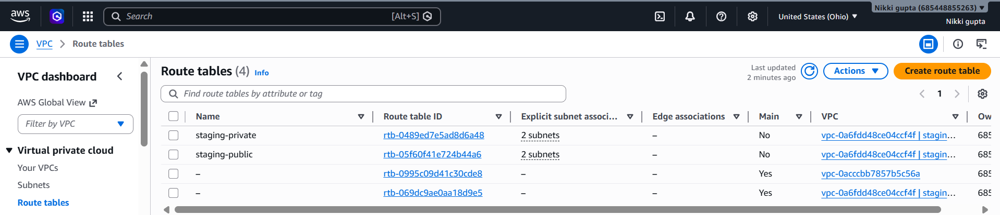 aws
Search [Alt+S]
United States (Ohio)
Nikki gupta (685448855263)
Nikki gupta
VPC
Route tables
VPC dashboard
AWS Global View
Filter by VPC
Virtual private cloud
Your VPCs
Subnets
Route tables
Route tables (4) Info
Last updated
2 minutes ago
Actions
Create route table
Find route tables by attribute or tag
1
Name Route table ID Explicit subnet associ... Edge associations Main VPC Ow
staging-private rtb-0489ed7e5ad8d6a48 2 subnets – No vpc-0a6fdd48ce04ccf4f | stagin... 685
staging-public rtb-05f60f41e724b44a6 2 subnets – No vpc-0a6fdd48ce04ccf4f | stagin... 685
– rtb-0995c09d41c30cde8 – – Yes vpc-0acccbb7857b5c56a 685
– rtb-069dc9ae0aa18d9e5 – – Yes vpc-0a6fdd48ce04ccf4f | stagin... 685